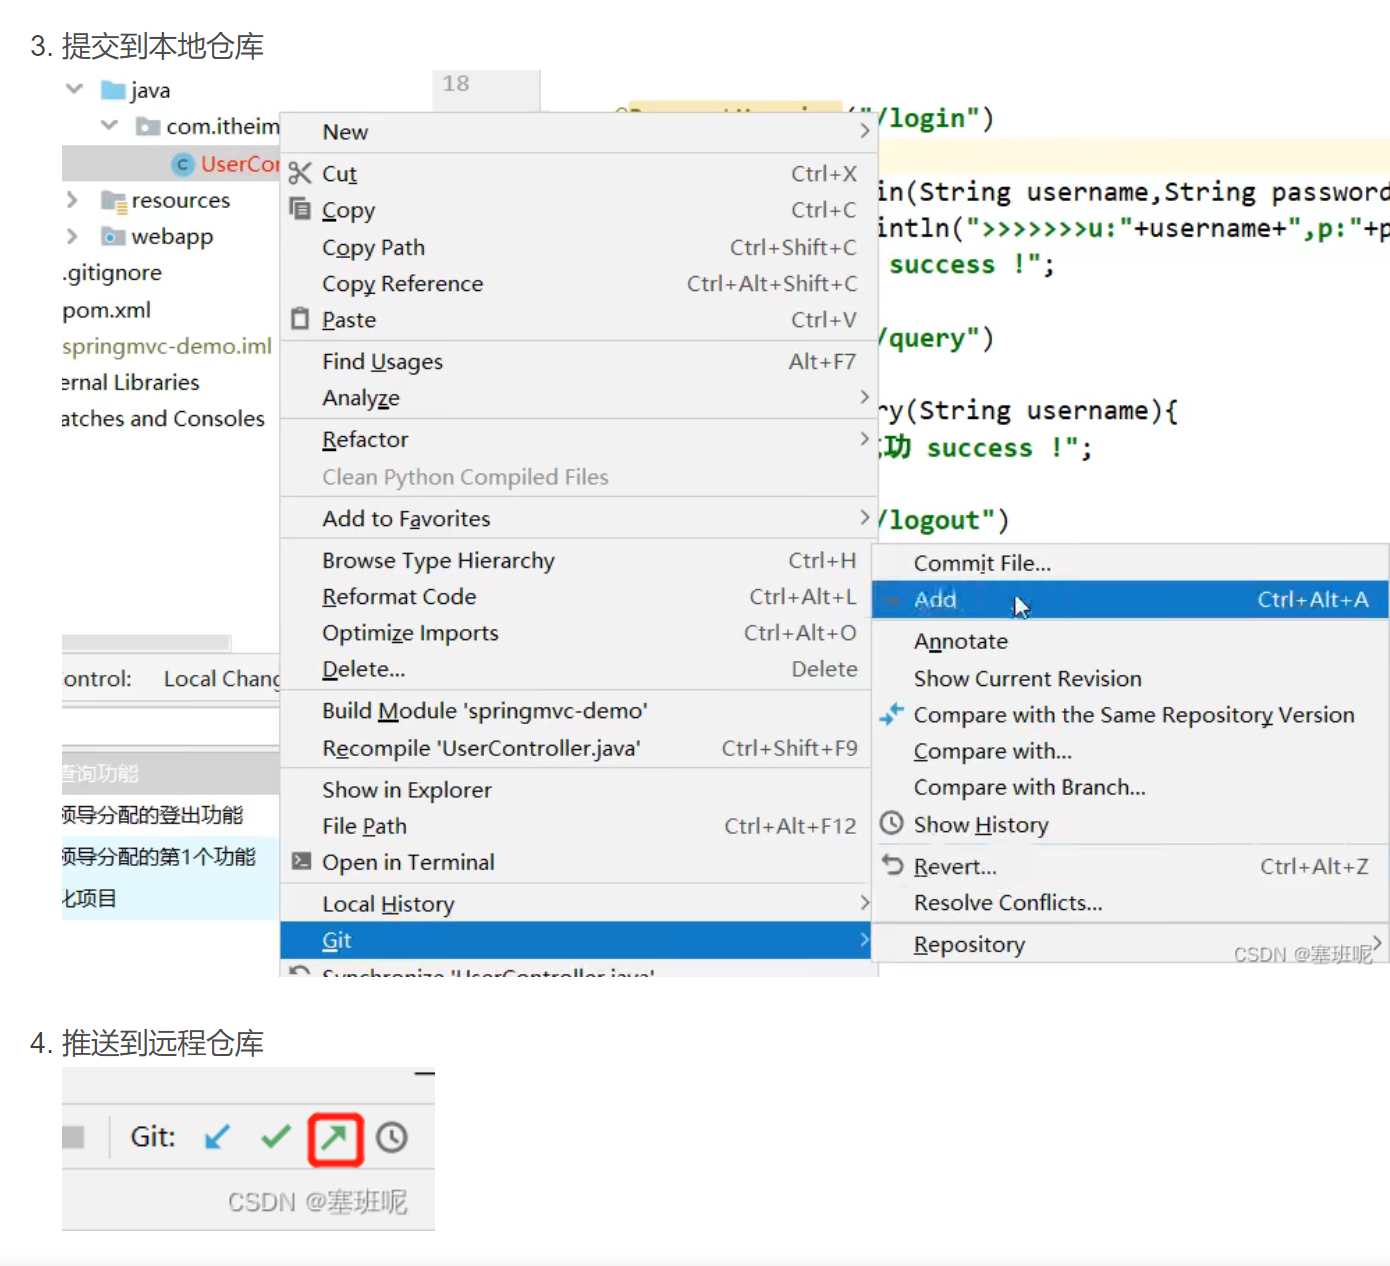 3. 提交到本地仓库
java
18
com.itheim
("/login")
New
UserCon
Cut Ctrl+X
in(String username,String password
resources
Copy Ctrl+C
intln(">>>>>>>u:"+username+",p:"+p
webapp
Copy Path Ctrl+Shift+C
success !";
.gitignore
Copy Reference Ctrl+Alt+Shift+C
pom.xml
Paste Ctrl+V
/query")
springmvc-demo.iml
Find Usages Alt+F7
ernal Libraries
Analyze
ry(String username){
atches and Consoles
Refactor
功 success !";
Clean Python Compiled Files
Add to Favorites
/logout")
Browse Type Hierarchy Ctrl+H
Commit File...
Reformat Code Ctrl+Alt+L
Add Ctrl+Alt+A
Optimize Imports Ctrl+Alt+O
Annotate
Delete... Delete
ontrol: Local Chang
Show Current Revision
Build Module 'springmvc-demo'
Compare with the Same Repository Version
Recompile 'UserController.java' Ctrl+Shift+F9
Compare with...
查询功能
Show in Explorer
Compare with Branch...
领导分配的登出功能
File Path Ctrl+Alt+F12
Show History
领导分配的第1个功能
Open in Terminal
Revert... Ctrl+Alt+Z
化项目
Local History
Resolve Conflicts...
Git
Repository
CSDN @塞班呢
Synchronize 'UserController.java'
4. 推送到远程仓库
Git:
CSDN @塞班呢